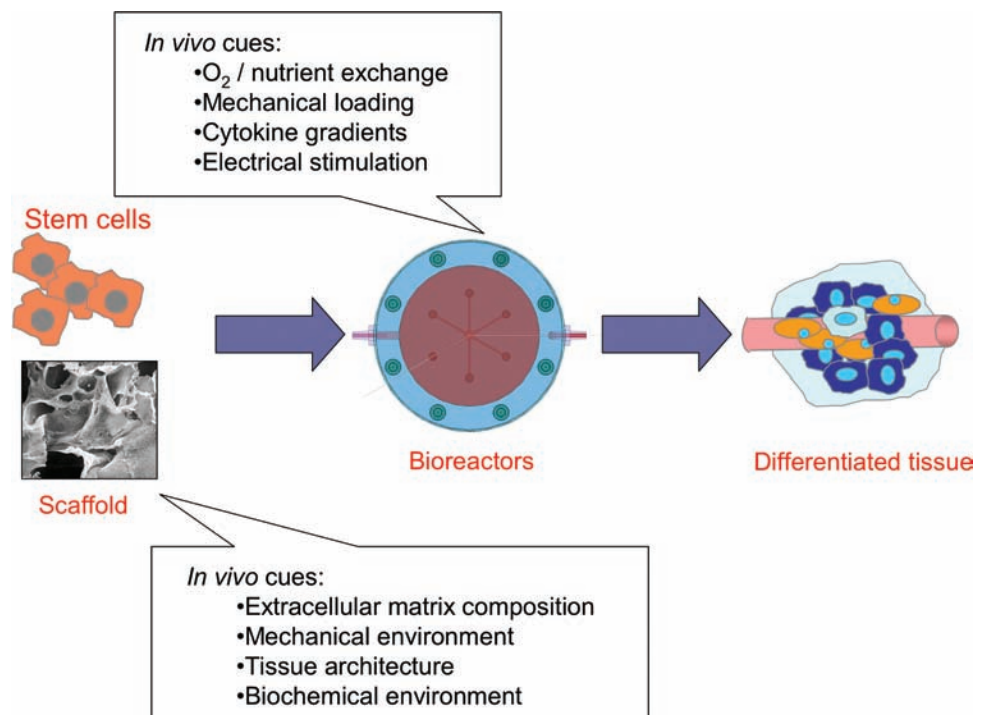 In vivo cues:
•O₂ / nutrient exchange
•Mechanical loading
•Cytokine gradients
•Electrical stimulation
Stem cells
Bioreactors
Differentiated tissue
Scaffold
In vivo cues:
•Extracellular matrix composition
•Mechanical environment
•Tissue architecture
•Biochemical environment